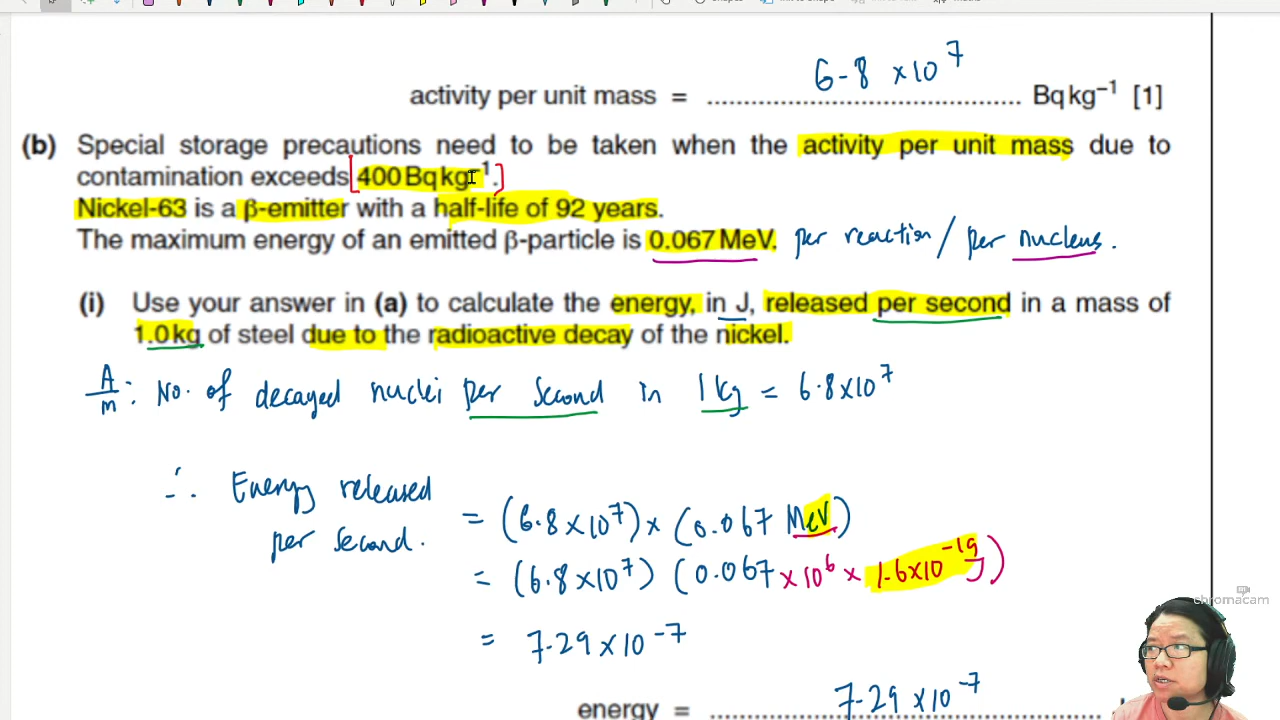 6.8 ×10^7
activity per unit mass = ........................................... Bq kg⁻¹ [1]
(b) Special storage precautions need to be taken when the activity per unit mass due to
contamination exceeds [400 Bq kg⁻¹.]
Nickel-63 is a β-emitter with a half-life of 92 years.
The maximum energy of an emitted β-particle is 0.067 MeV. per reaction / per nucleus.
(i) Use your answer in (a) to calculate the energy, in J, released per second in a mass of
1.0 kg of steel due to the radioactive decay of the nickel.
A/m : No. of decayed nuclei per second in 1 kg = 6.8×10^7
∴ Energy released
per second.
= (6.8×10^7) × (0.067 MeV)
= (6.8×10^7) (0.067 ×10^6 × 1.6×10^-19 J)
= 7.29×10^-7
7.29 ×10^-7
energy = ...........................................
chromacam